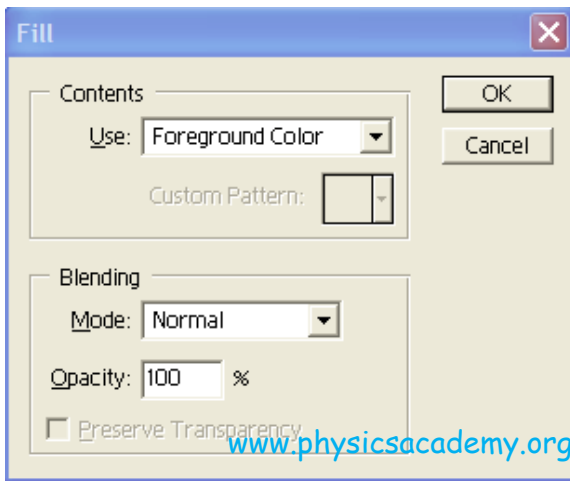 Fill
Contents
OK
Use: Foreground Color
Cancel
Custom Pattern:
Blending
Mode: Normal
Opacity: 100 %
Preserve Transparency
www.physicsacademy.org